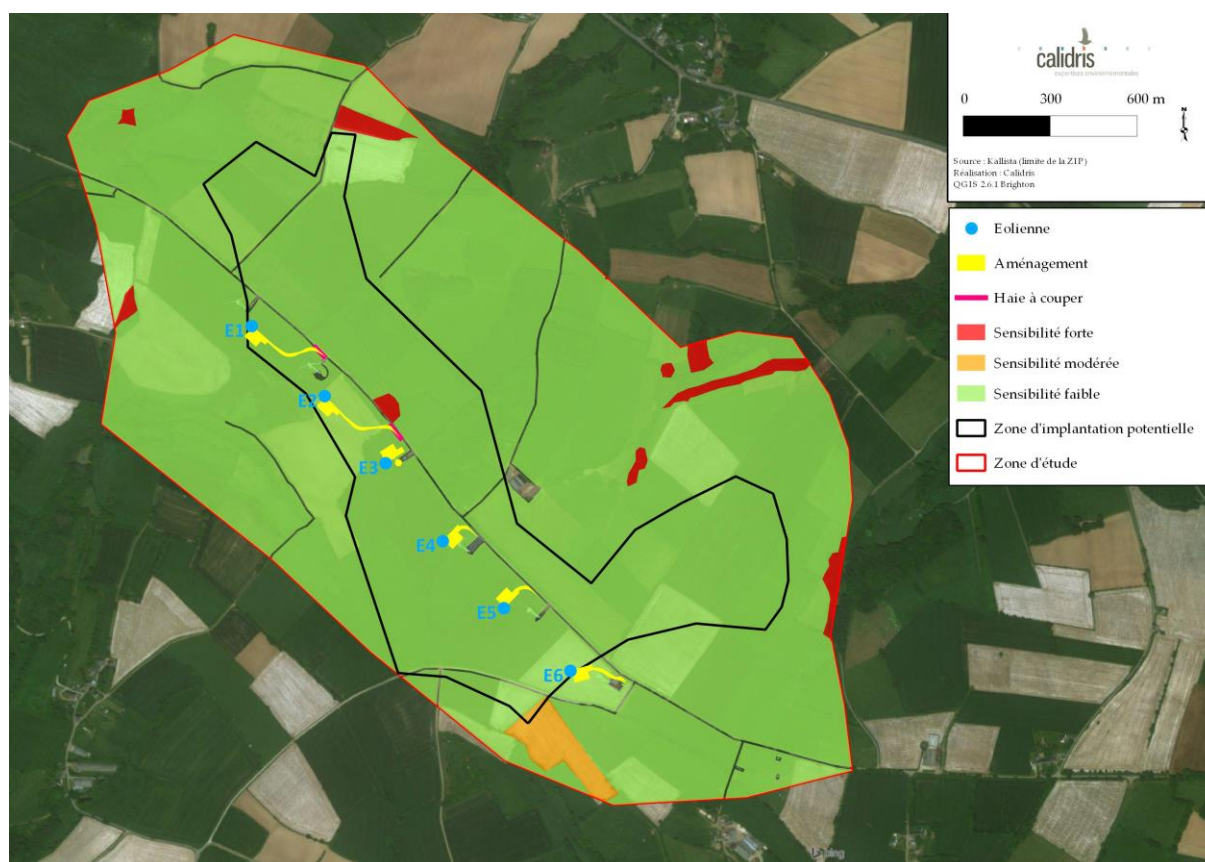 calidris
expertises environnementales
0 300 600 m
N
Source : Kallista (limite de la ZIP)
Réalisation : Calidris
QGIS 2.6.1 Brighton
Eolienne
Aménagement
Haie à couper
Sensibilité forte
Sensibilité modérée
Sensibilité faible
Zone d'implantation potentielle
Zone d'étude
E1
E2
E3
E4
E5
E6